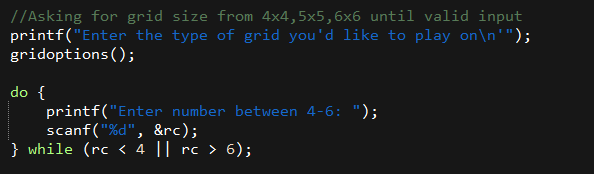 //Asking for grid size from 4x4,5x5,6x6 until valid input
printf("Enter the type of grid you'd like to play on\n'");
gridoptions();
do {
printf("Enter number between 4-6: ");
scanf("%d", &rc);
} while (rc < 4 || rc > 6);